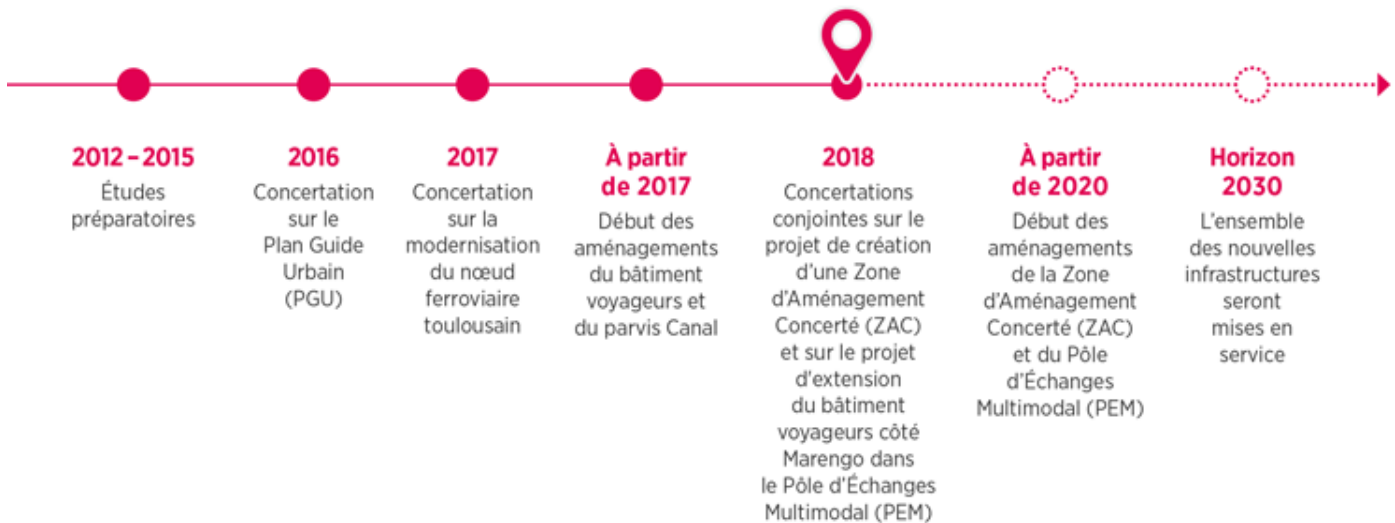 2012 – 2015
Études
préparatoires
2016
Concertation
sur le
Plan Guide
Urbain
(PGU)
2017
Concertation
sur la
modernisation
du nœud
ferroviaire
toulousain
À partir
de 2017
Début des
aménagements
du bâtiment
voyageurs et
du parvis Canal
2018
Concertations
conjointes sur le
projet de création
d'une Zone
d'Aménagement
Concerté (ZAC)
et sur le projet
d'extension
du bâtiment
voyageurs côté
Marengo dans
le Pôle d'Échanges
Multimodal (PEM)
À partir
de 2020
Début des
aménagements
de la Zone
d'Aménagement
Concerté (ZAC)
et du Pôle
d'Échanges
Multimodal (PEM)
Horizon
2030
L'ensemble
des nouvelles
infrastructures
seront
mises en
service